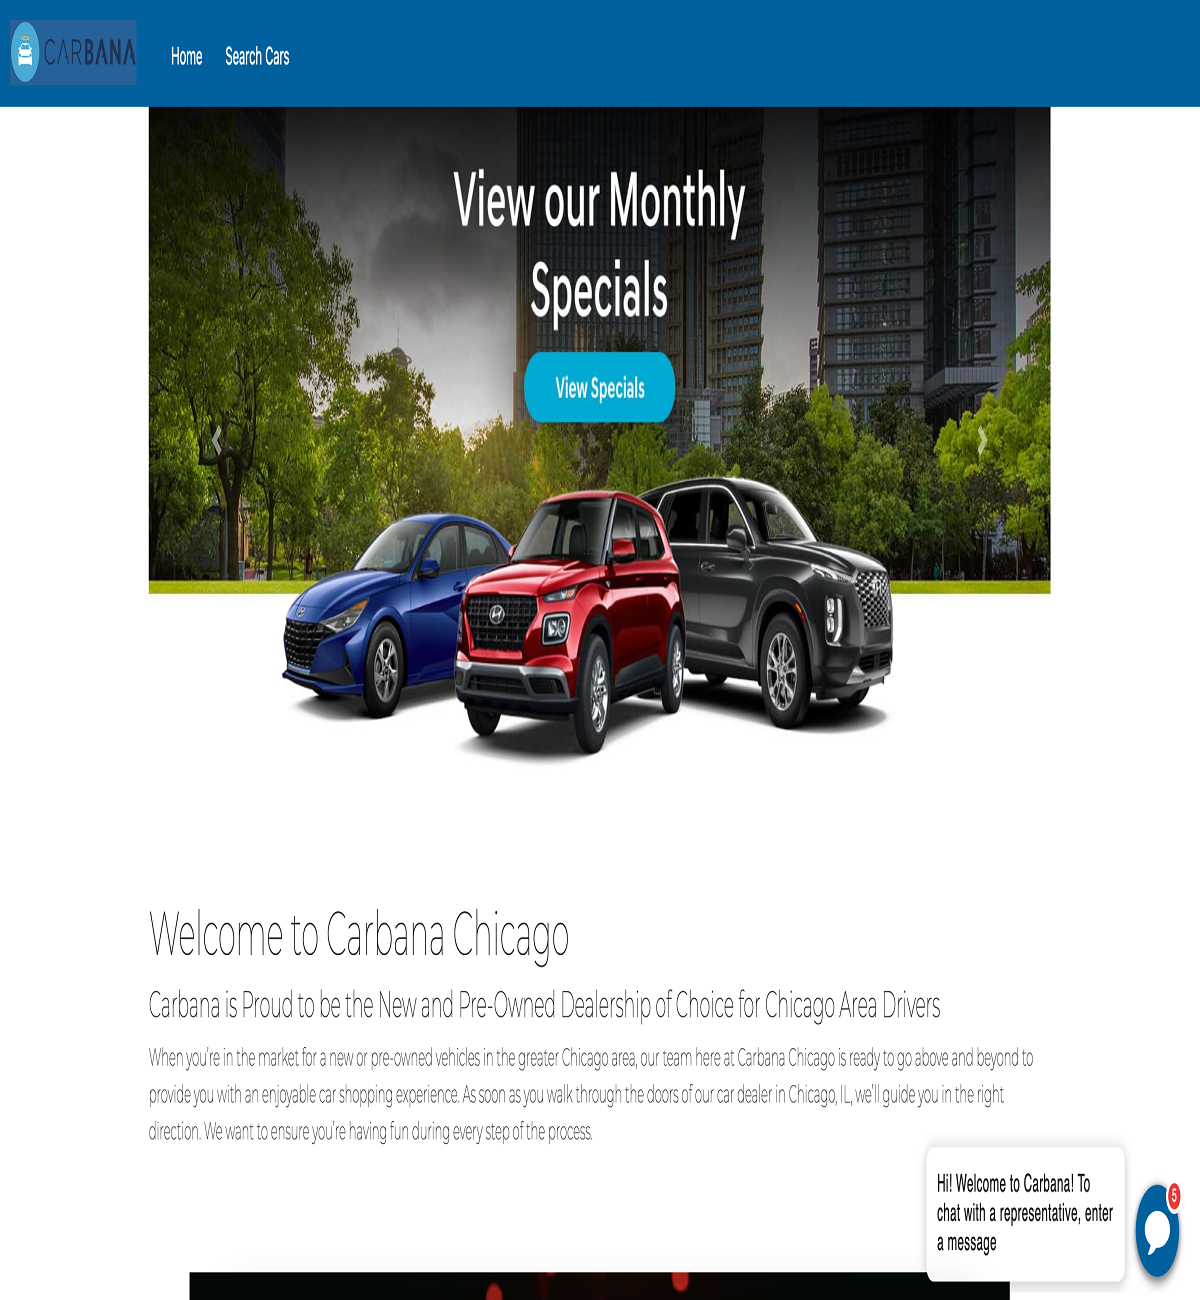 CARBANA
Home
Search Cars
View our Monthly
Specials
View Specials
Welcome to Carbana Chicago
Carbana is Proud to be the New and Pre-Owned Dealership of Choice for Chicago Area Drivers
When you're in the market for a new or pre-owned vehicles in the greater Chicago area, our team here at Carbana Chicago is ready to go above and beyond to
provide you with an enjoyable car shopping experience. As soon as you walk through the doors of our car dealer in Chicago, IL, we'll guide you in the right
direction. We want to ensure you're having fun during every step of the process.
Hi! Welcome to Carbana! To
chat with a representative, enter
a message
5